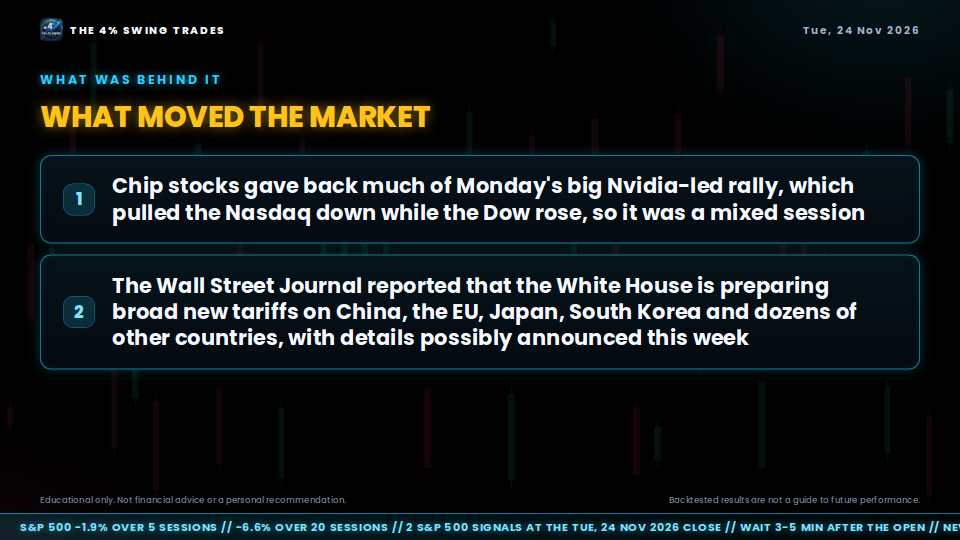 THE 4% SWING TRADES
Tue, 24 Nov 2026
WHAT WAS BEHIND IT
WHAT MOVED THE MARKET
1
Chip stocks gave back much of Monday's big Nvidia-led rally, which
pulled the Nasdaq down while the Dow rose, so it was a mixed session
2
The Wall Street Journal reported that the White House is preparing
broad new tariffs on China, the EU, Japan, South Korea and dozens of
other countries, with details possibly announced this week
Educational only. Not financial advice or a personal recommendation.
Backtested results are not a guide to future performance.
S&P 500 -1.9% OVER 5 SESSIONS // -6.6% OVER 20 SESSIONS // 2 S&P 500 SIGNALS AT THE TUE, 24 NOV 2026 CLOSE // WAIT 3-5 MIN AFTER THE OPEN //